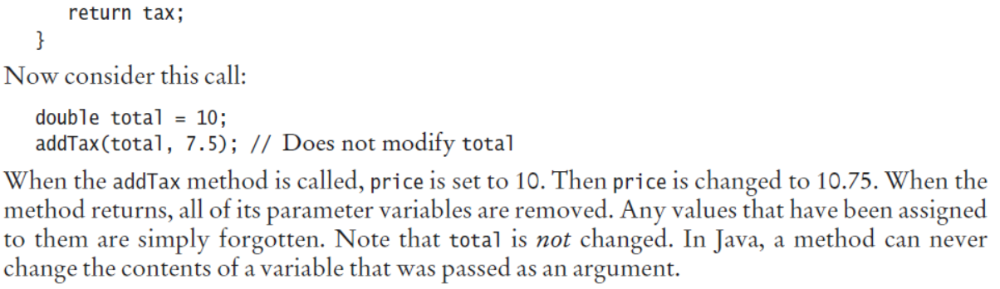 return tax;
}
Now consider this call:
double total = 10;
addTax(total, 7.5); // Does not modify total
When the addTax method is called, price is set to 10. Then price is changed to 10.75. When the
method returns, all of its parameter variables are removed. Any values that have been assigned
to them are simply forgotten. Note that total is not changed. In Java, a method can never
change the contents of a variable that was passed as an argument.